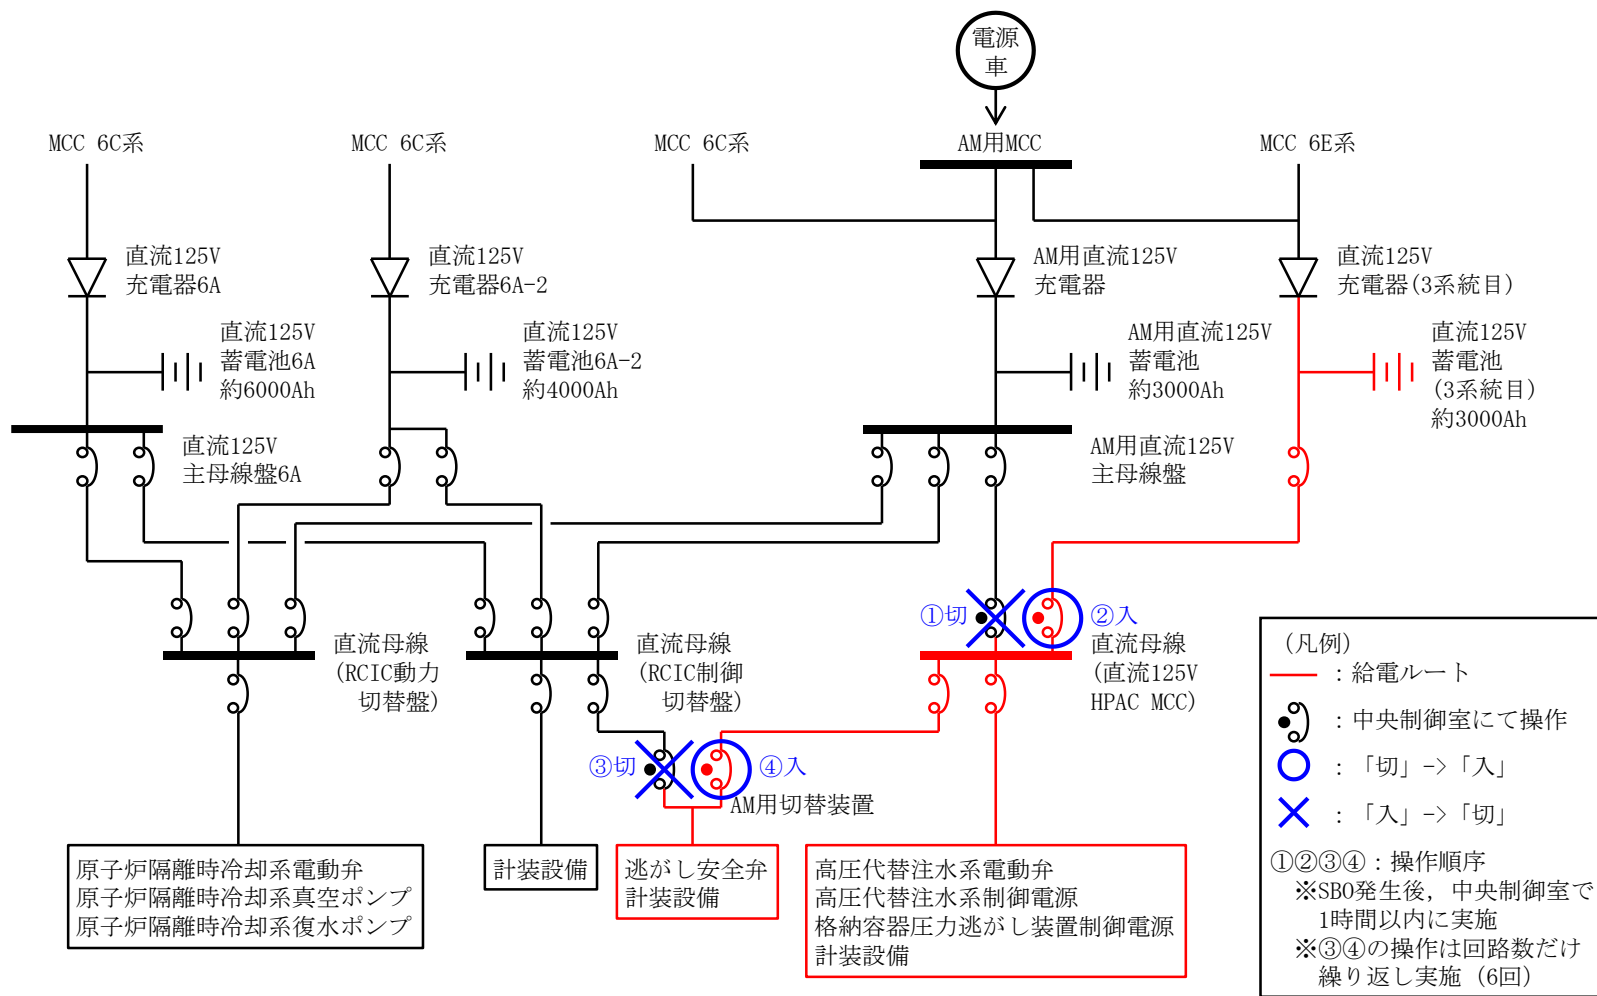 電源
車
MCC 6C系
MCC 6C系
MCC 6C系
AM用MCC
MCC 6E系
直流125V
充電器6A
直流125V
充電器6A-2
AM用直流125V
充電器
直流125V
充電器(3系統目)
直流125V
蓄電池6A
約6000Ah
直流125V
蓄電池6A-2
約4000Ah
AM用直流125V
蓄電池
約3000Ah
直流125V
蓄電池
(3系統目)
約3000Ah
直流125V
主母線盤6A
AM用直流125V
主母線盤
①切
②入
直流母線
(RCIC動力
切替盤)
直流母線
(RCIC制御
切替盤)
直流母線
(直流125V
HPAC MCC)
③切
④入
AM用切替装置
原子炉隔離時冷却系電動弁
原子炉隔離時冷却系真空ポンプ
原子炉隔離時冷却系復水ポンプ
計装設備
逃がし安全弁
計装設備
高圧代替注水系電動弁
高圧代替注水系制御電源
格納容器圧力逃がし装置制御電源
計装設備
(凡例)
：給電ルート
：中央制御室にて操作
：「切」->「入」
：「入」->「切」
①②③④：操作順序
※SBO発生後，中央制御室で
1時間以内に実施
※③④の操作は回路数だけ
繰り返し実施（6回）